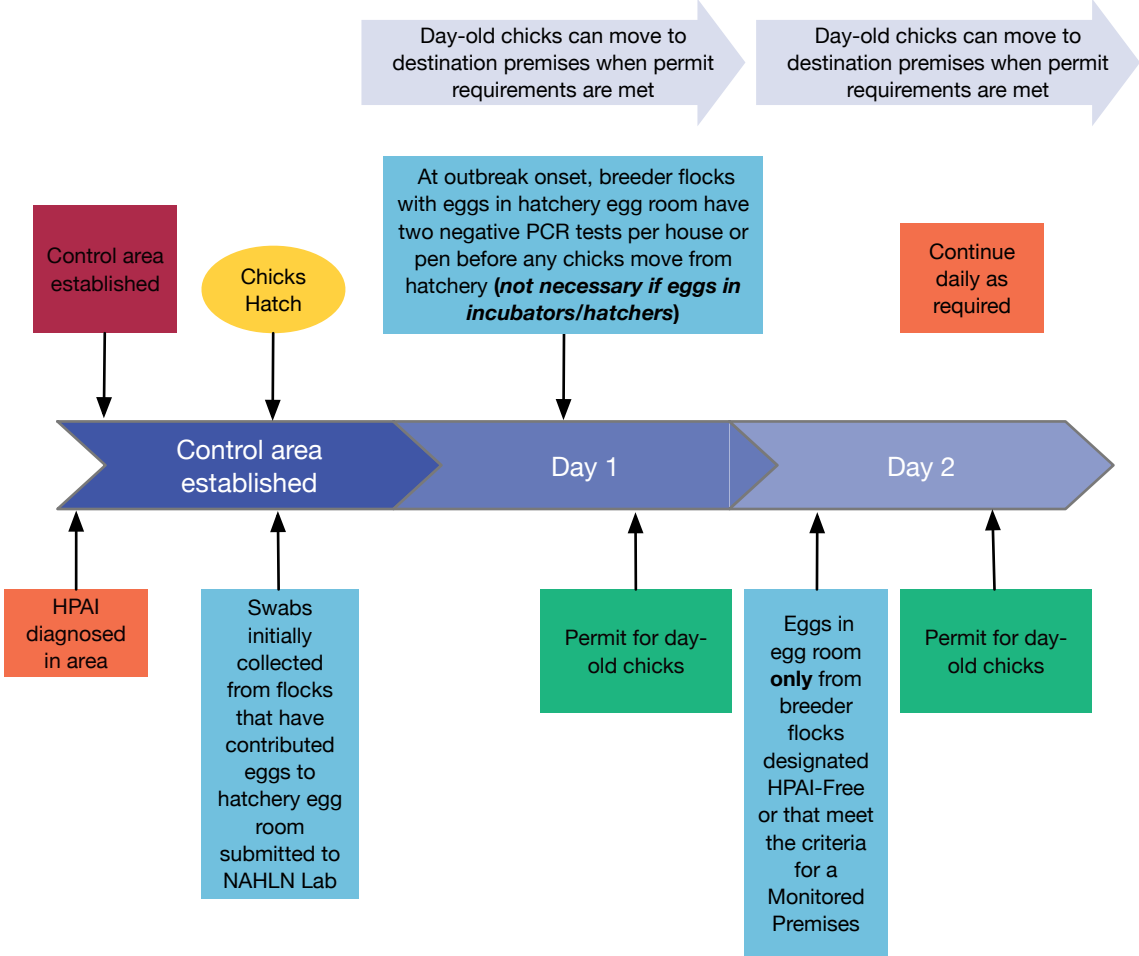 Day-old chicks can move to
destination premises when permit
requirements are met
Day-old chicks can move to
destination premises when permit
requirements are met
At outbreak onset, breeder flocks
with eggs in hatchery egg room have
two negative PCR tests per house or
pen before any chicks move from
hatchery (not necessary if eggs in
incubators/hatchers)
Control area
established
Chicks
Hatch
Continue
daily as
required
Control area
established
Day 1
Day 2
HPAI
diagnosed
in area
Swabs
initially
collected
from flocks
that have
contributed
eggs to
hatchery egg
room
submitted to
NAHLN Lab
Permit for day-
old chicks
Eggs in
egg room
only from
breeder
flocks
designated
HPAI-Free
or that meet
the criteria
for a
Monitored
Premises
Permit for day-
old chicks